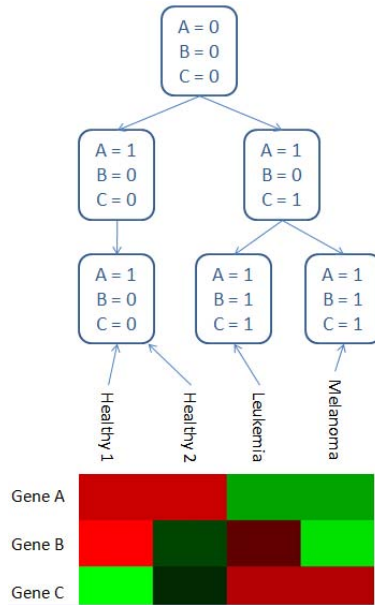 A = 0
B = 0
C = 0
A = 1
B = 0
C = 0
A = 1
B = 0
C = 1
A = 1
B = 0
C = 0
A = 1
B = 1
C = 1
A = 1
B = 1
C = 1
Healthy 1
Healthy 2
Leukemia
Melanoma
Gene A
Gene B
Gene C